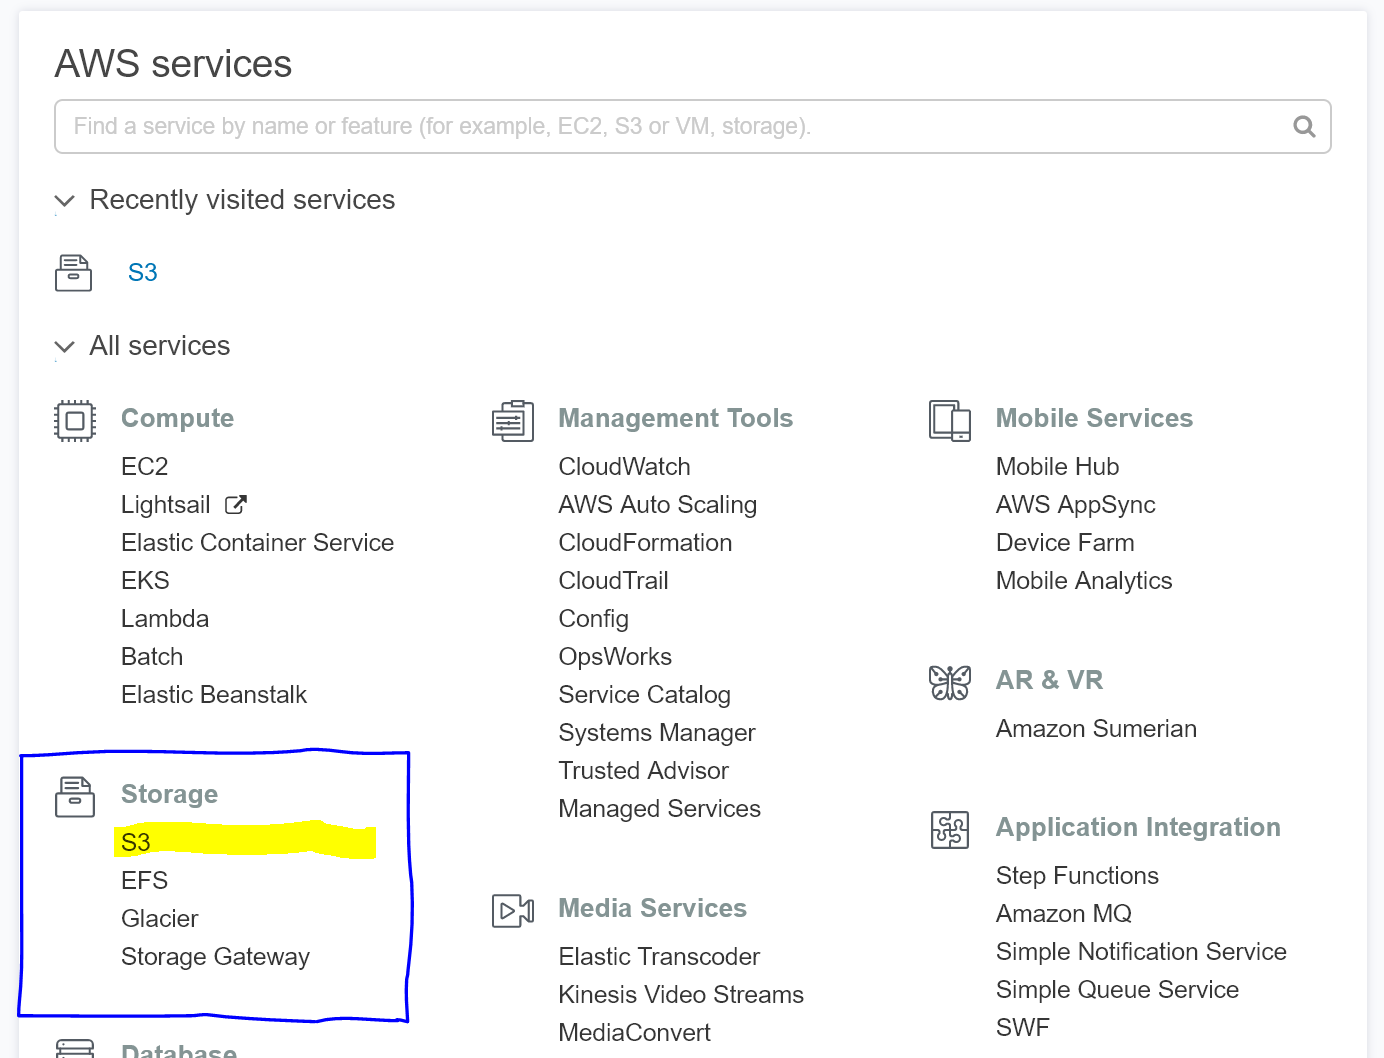 AWS services
Find a service by name or feature (for example, EC2, S3 or VM, storage).
Recently visited services
S3
All services
Compute
EC2
Lightsail
Elastic Container Service
EKS
Lambda
Batch
Elastic Beanstalk
Storage
S3
EFS
Glacier
Storage Gateway
Database
Management Tools
CloudWatch
AWS Auto Scaling
CloudFormation
CloudTrail
Config
OpsWorks
Service Catalog
Systems Manager
Trusted Advisor
Managed Services
Media Services
Elastic Transcoder
Kinesis Video Streams
MediaConvert
Mobile Services
Mobile Hub
AWS AppSync
Device Farm
Mobile Analytics
AR & VR
Amazon Sumerian
Application Integration
Step Functions
Amazon MQ
Simple Notification Service
Simple Queue Service
SWF